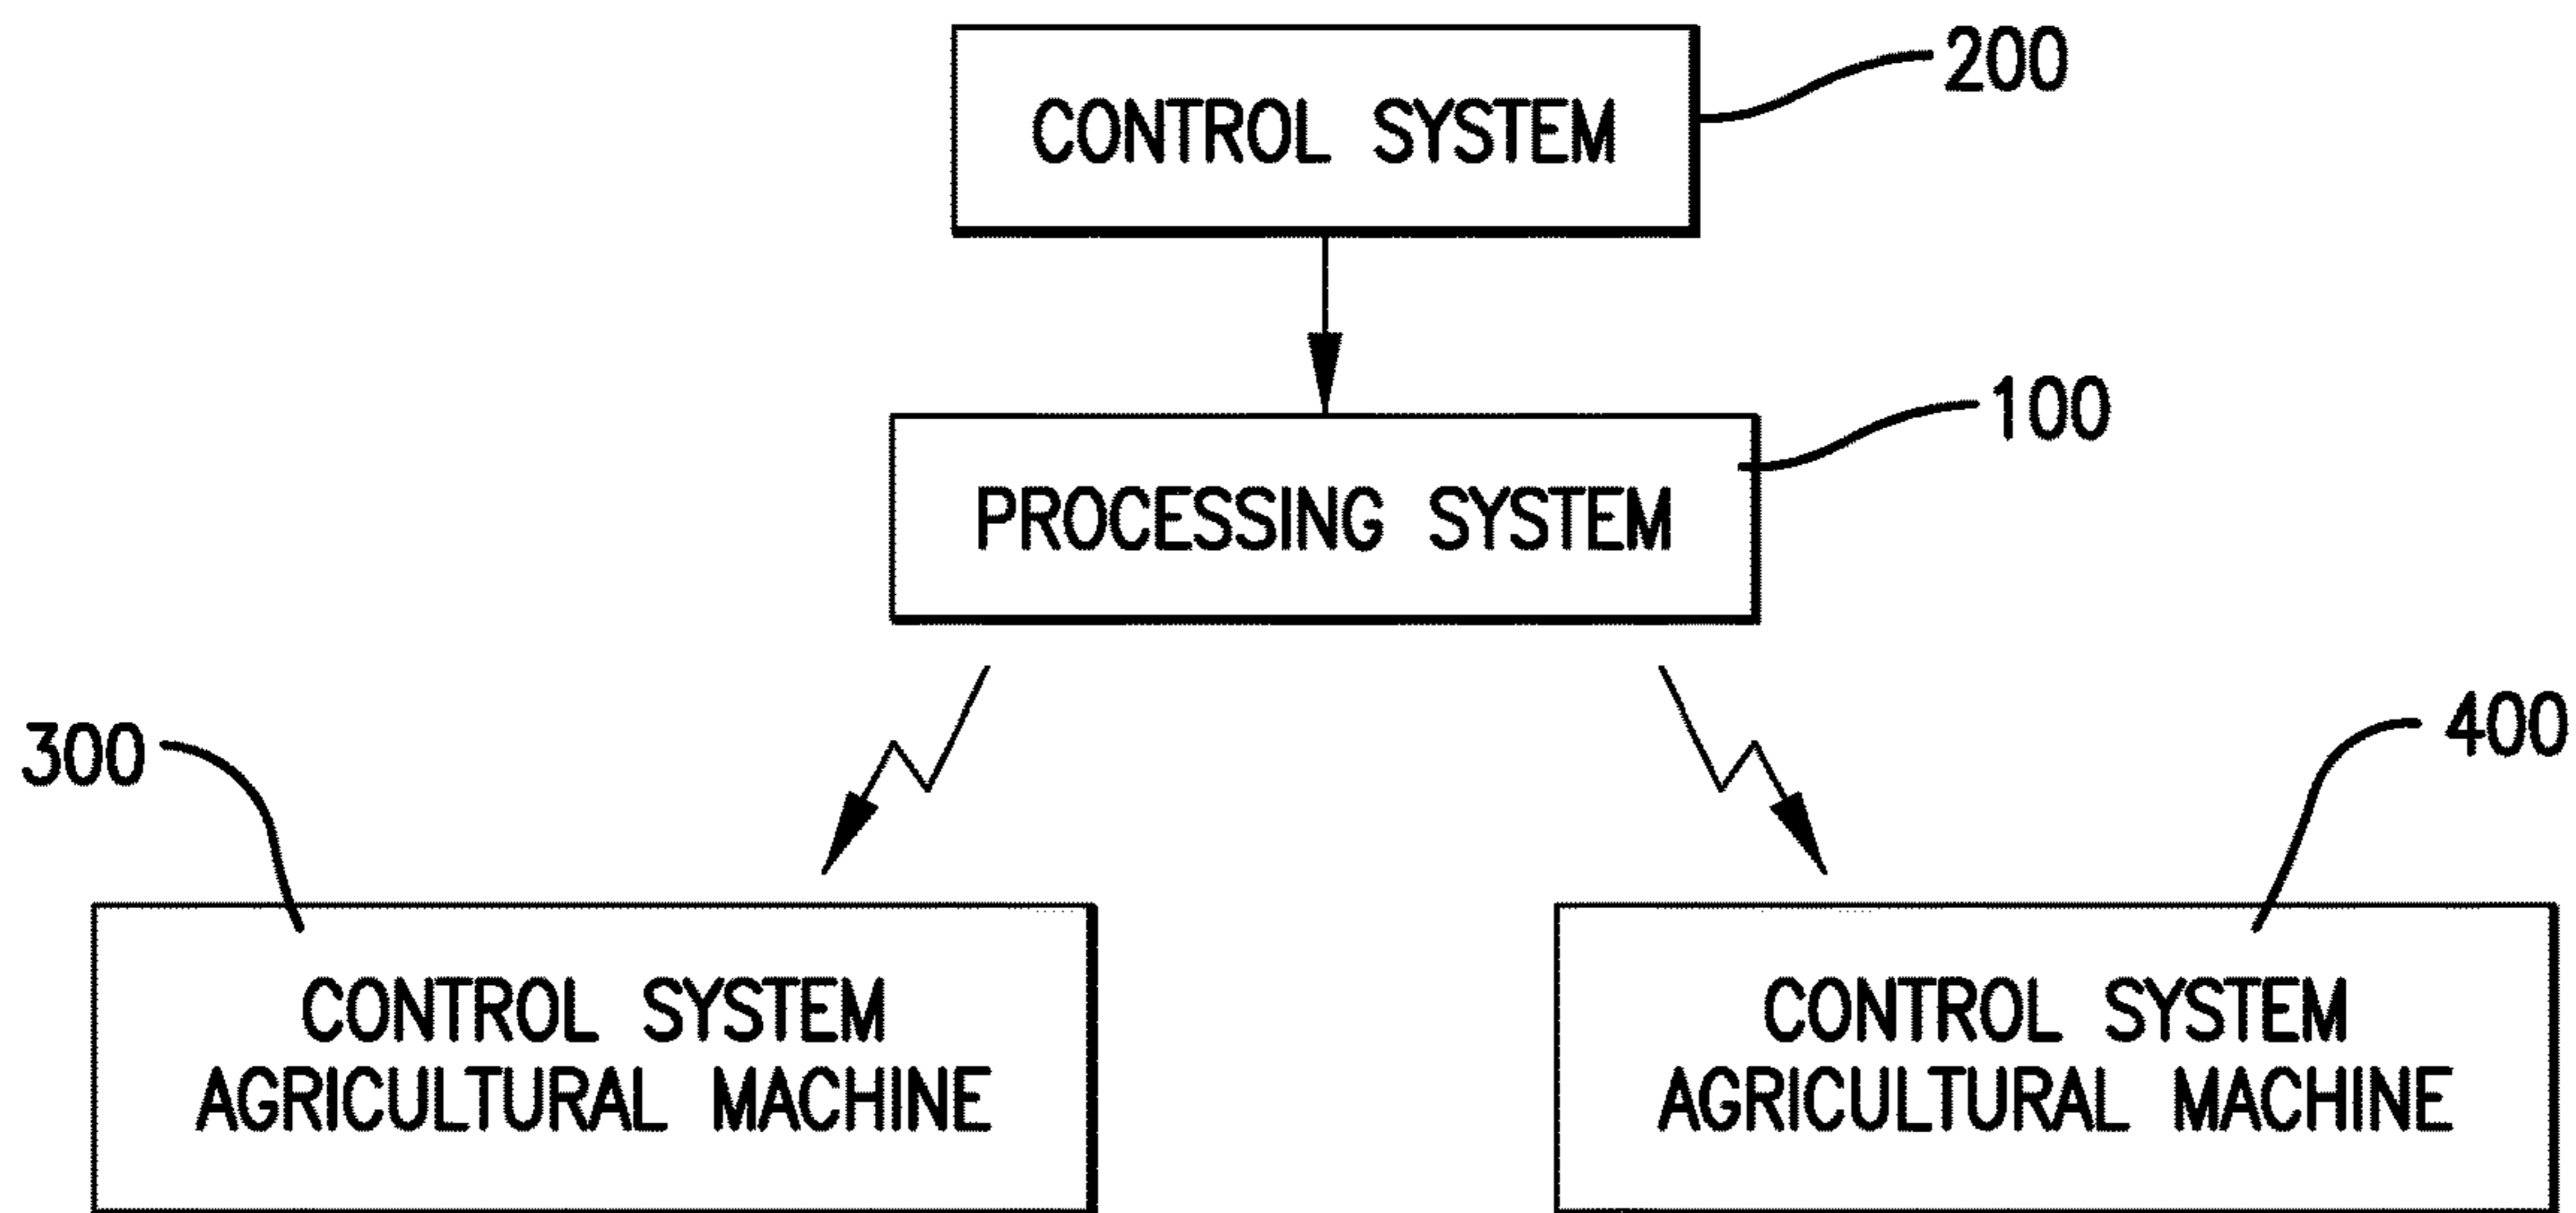 200
CONTROL SYSTEM
100
PROCESSING SYSTEM
300
400
CONTROL SYSTEM
AGRICULTURAL MACHINE
CONTROL SYSTEM
AGRICULTURAL MACHINE